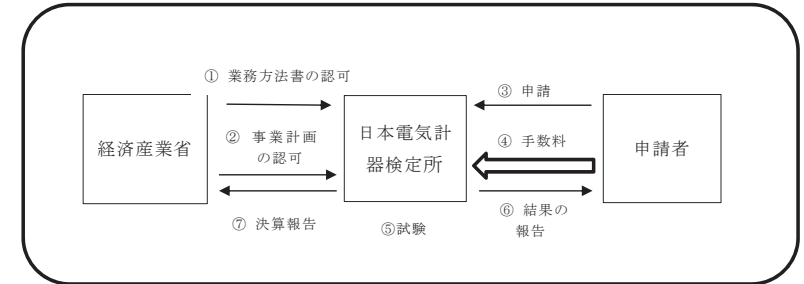 ① 業務方法書の認可
経済産業省
② 事業計画
の認可
⑦ 決算報告
日本電気計
器検定所
⑤試験
③ 申請
④ 手数料
⑥ 結果の
報告
申請者